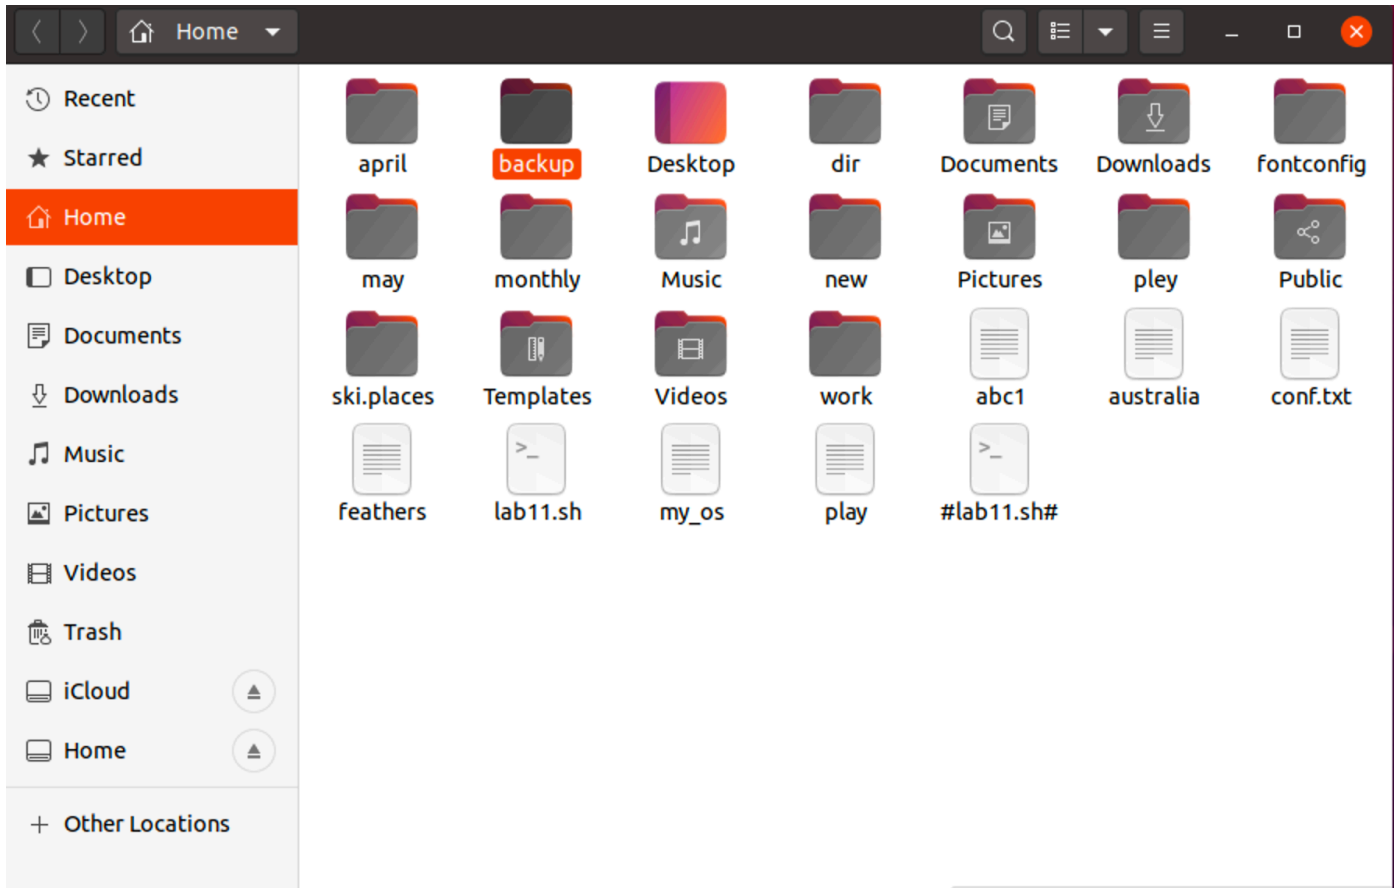 Home
Recent
Starred
Home
Desktop
Documents
Downloads
Music
Pictures
Videos
Trash
iCloud
Home
Other Locations
april backup Desktop dir Documents Downloads fontconfig
may monthly Music new Pictures pley Public
ski.places Templates Videos work abc1 australia conf.txt
feathers lab11.sh my_os play #lab11.sh#